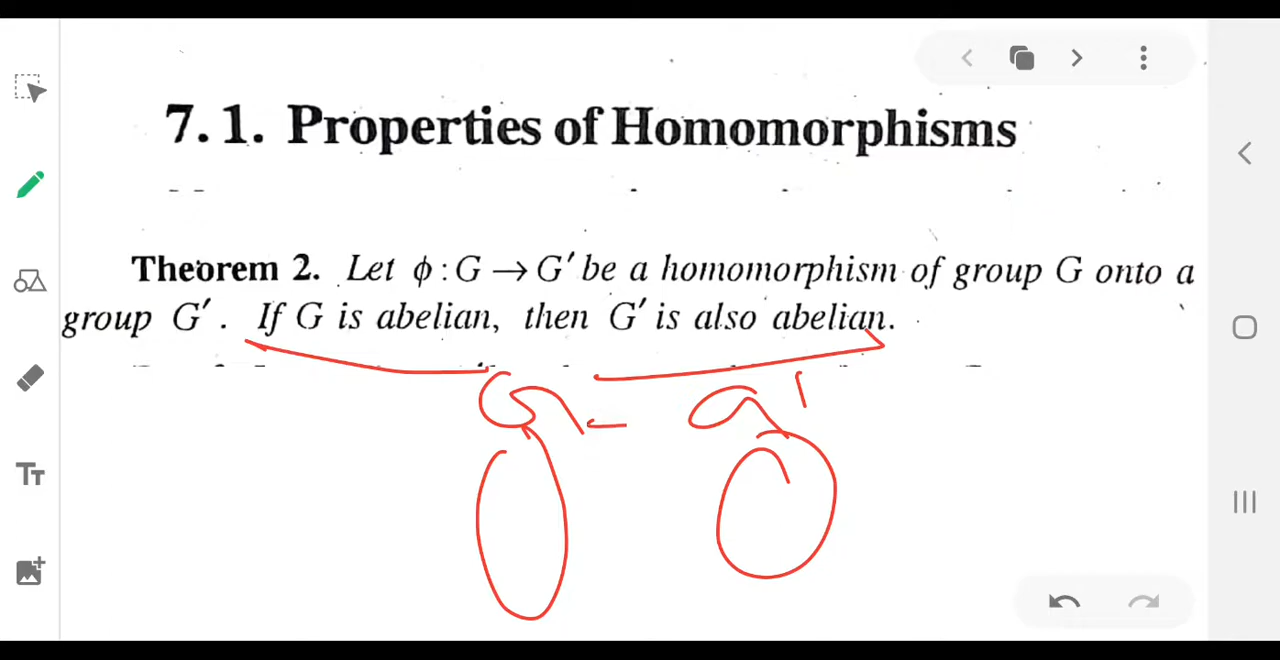 7.1. Properties of Homomorphisms
Theorem 2. Let ϕ : G → G′ be a homomorphism of group G onto a
group G′. If G is abelian, then G′ is also abelian.
G - G'
Tт